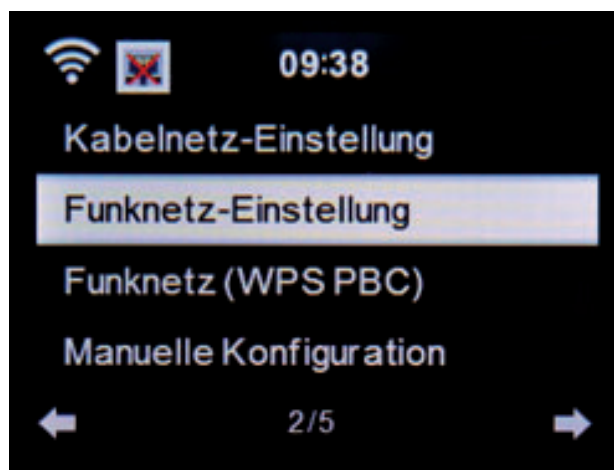 09:38
Kabelnetz-Einstellung
Funknetz-Einstellung
Funknetz (WPS PBC)
Manuelle Konfiguration
2/5